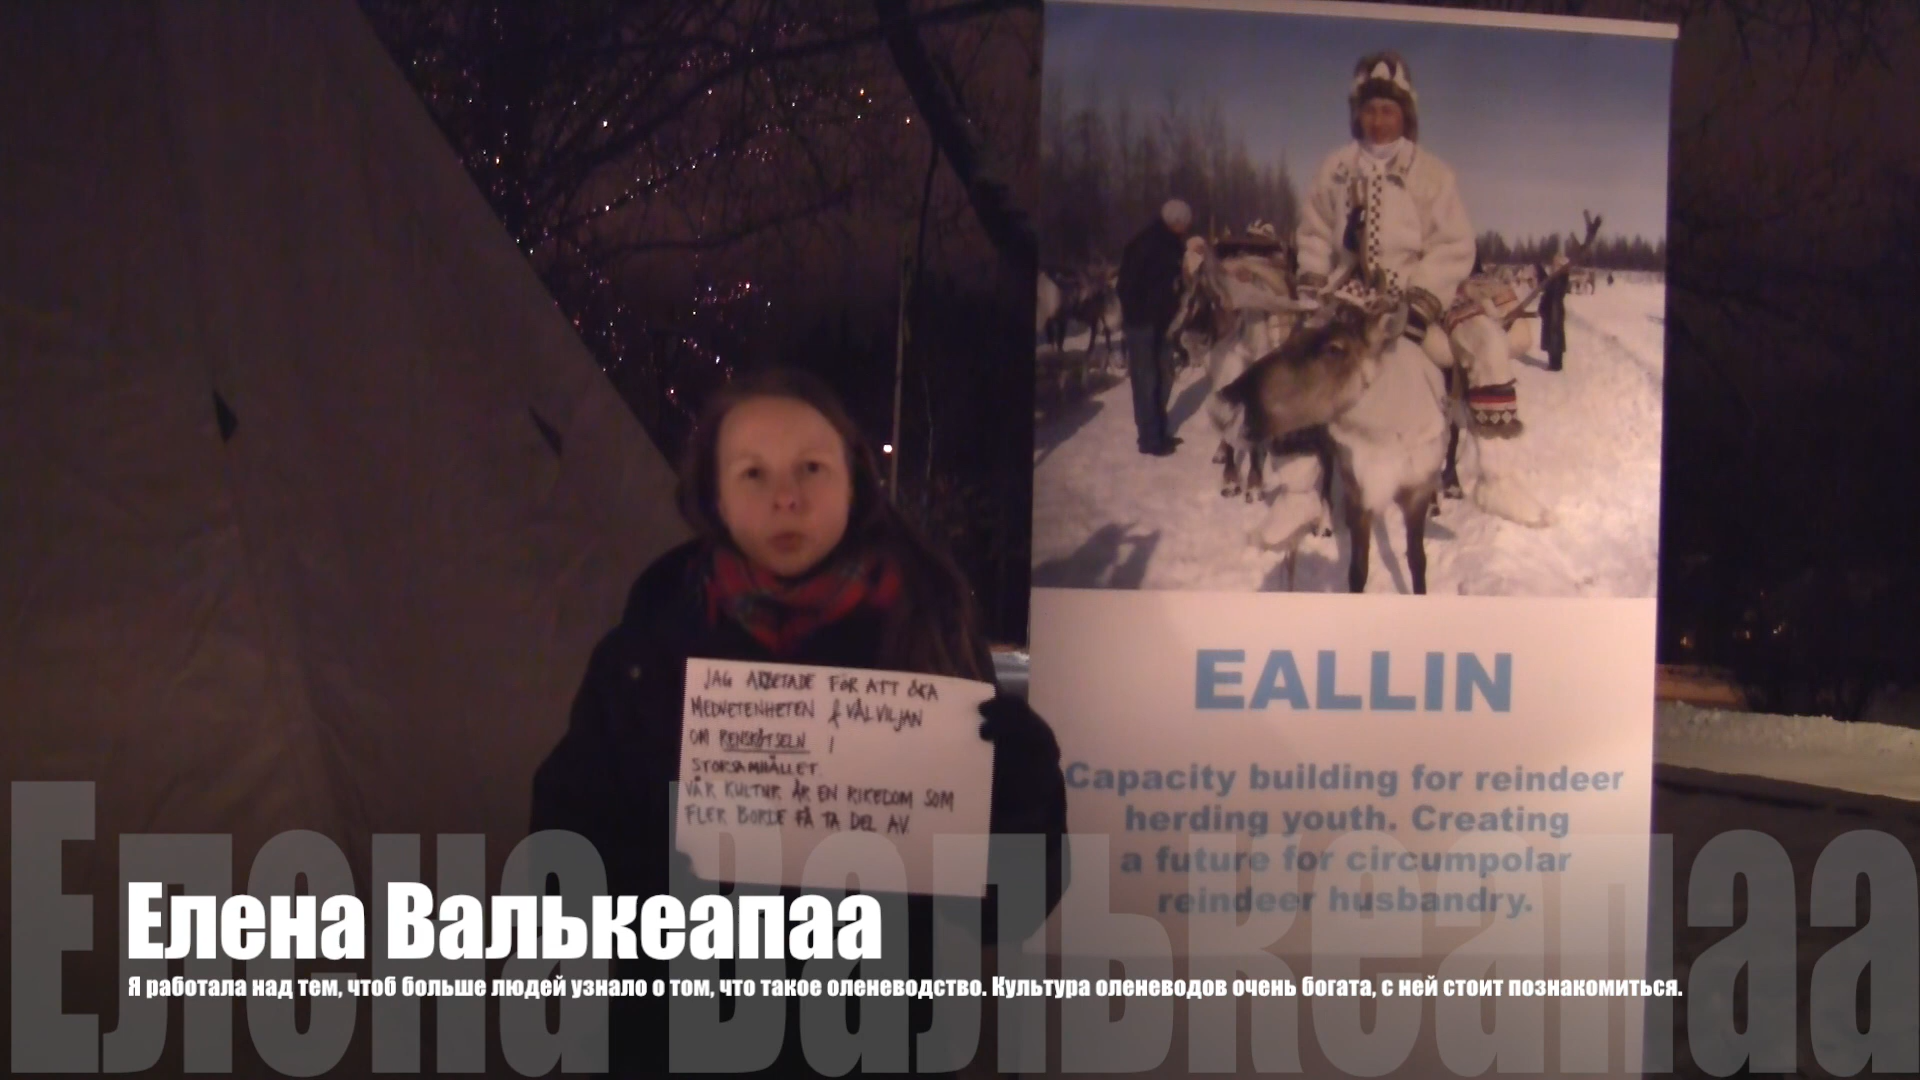 JAG ARBETADE FÖR ATT ÖKA
MEDVETENHETEN & VÄLVILJAN
OM RENSKÖTSELN I
STORSAMHÄLLET.
VÅR KULTUR ÄR EN RIKEDOM SOM
FLER BORDE FÅ TA DEL AV.
EALLIN
Capacity building for reindeer
herding youth. Creating
a future for circumpolar
reindeer husbandry.
Елена Валькеапаа
Елена Валькеапаа
Я работала над тем, чтоб больше людей узнало о том, что такое оленеводство. Культура оленеводов очень богата, с ней стоит познакомиться.